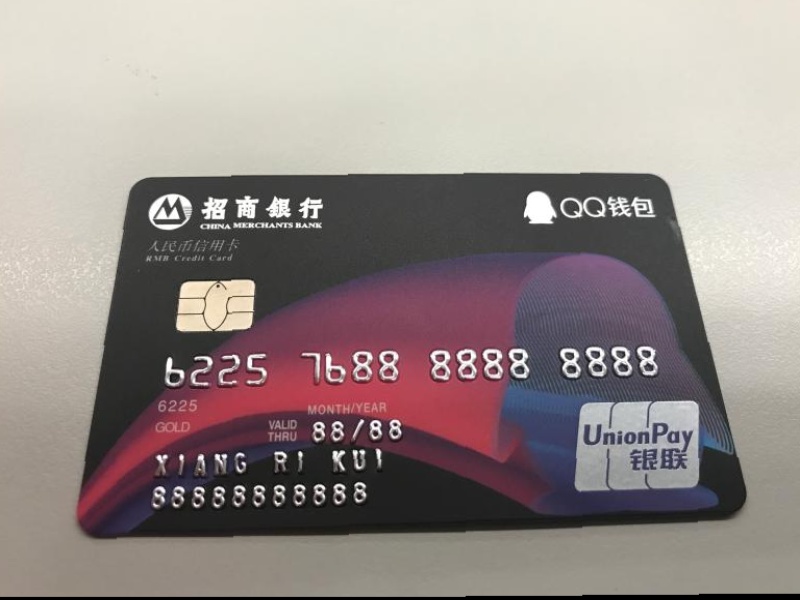 招商銀行
CHINA MERCHANTS BANK
人民币信用卡
RMB Credit Card
QQ钱包
6225 7688 8888 8888
6225
MONTH/YEAR
GOLD
VALID THRU 88/88
XIANG RI KUI
88888888888
UnionPay
银联